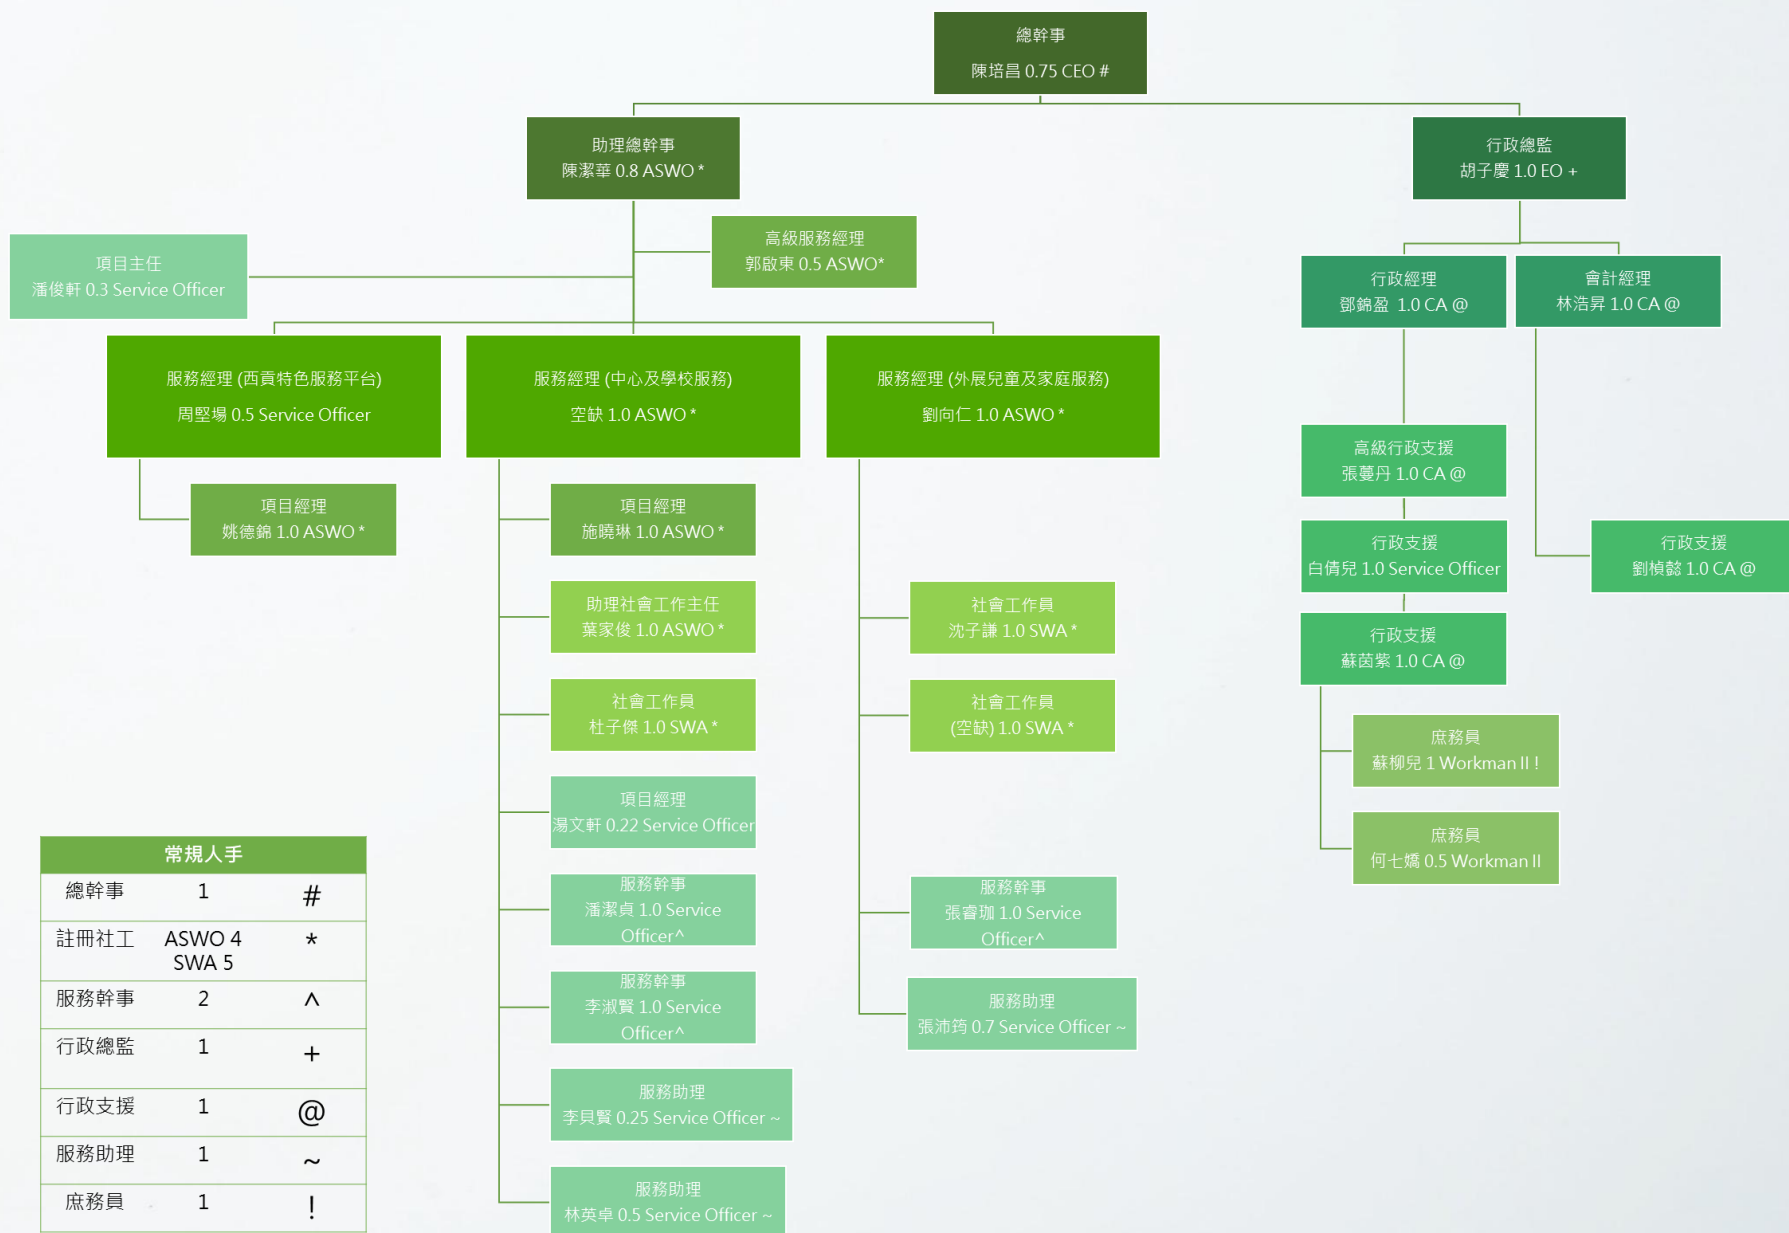 總幹事
陳培昌 0.75 CEO #
助理總幹事
陳潔華 0.8 ASWO *
行政總監
胡子慶 1.0 EO +
高級服務經理
郭啟東 0.5 ASWO*
項目主任
潘俊軒 0.3 Service Officer
行政經理
鄧錦盈 1.0 CA @
會計經理
林浩昇 1.0 CA @
服務經理 (西貢特色服務平台)
周堅場 0.5 Service Officer
服務經理 (中心及學校服務)
空缺 1.0 ASWO *
服務經理 (外展兒童及家庭服務)
劉向仁 1.0 ASWO *
項目經理
姚德錦 1.0 ASWO *
項目經理
施曉琳 1.0 ASWO *
助理社會工作主任
葉家俊 1.0 ASWO *
社會工作員
杜子傑 1.0 SWA *
項目經理
湯文軒 0.22 Service Officer
服務幹事
潘潔貞 1.0 Service
Officer^
服務幹事
李淑賢 1.0 Service
Officer^
服務助理
李貝賢 0.25 Service Officer ~
服務助理
林英卓 0.5 Service Officer ~
社會工作員
沈子謙 1.0 SWA *
社會工作員
(空缺) 1.0 SWA *
服務幹事
張睿珈 1.0 Service
Officer^
服務助理
張沛筠 0.7 Service Officer ~
高級行政支援
張蔓丹 1.0 CA @
行政支援
白倩兒 1.0 Service Officer
行政支援
蘇茵紫 1.0 CA @
庶務員
蘇柳兒 1 Workman II !
庶務員
何七嬌 0.5 Workman II
行政支援
劉楨懿 1.0 CA @
常規人手
總幹事 1 #
註冊社工 ASWO 4 *
SWA 5
服務幹事 2 ^
行政總監 1 +
行政支援 1 @
服務助理 1 ~
庶務員 1 !